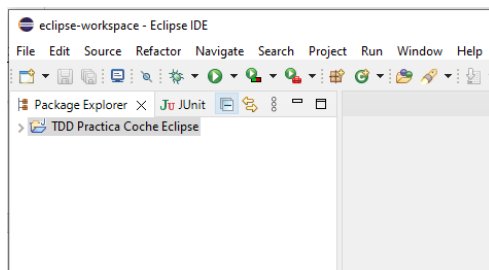 eclipse-workspace - Eclipse IDE
File Edit Source Refactor Navigate Search Project Run Window Help
Package Explorer JU JUnit
TDD Practica Coche Eclipse